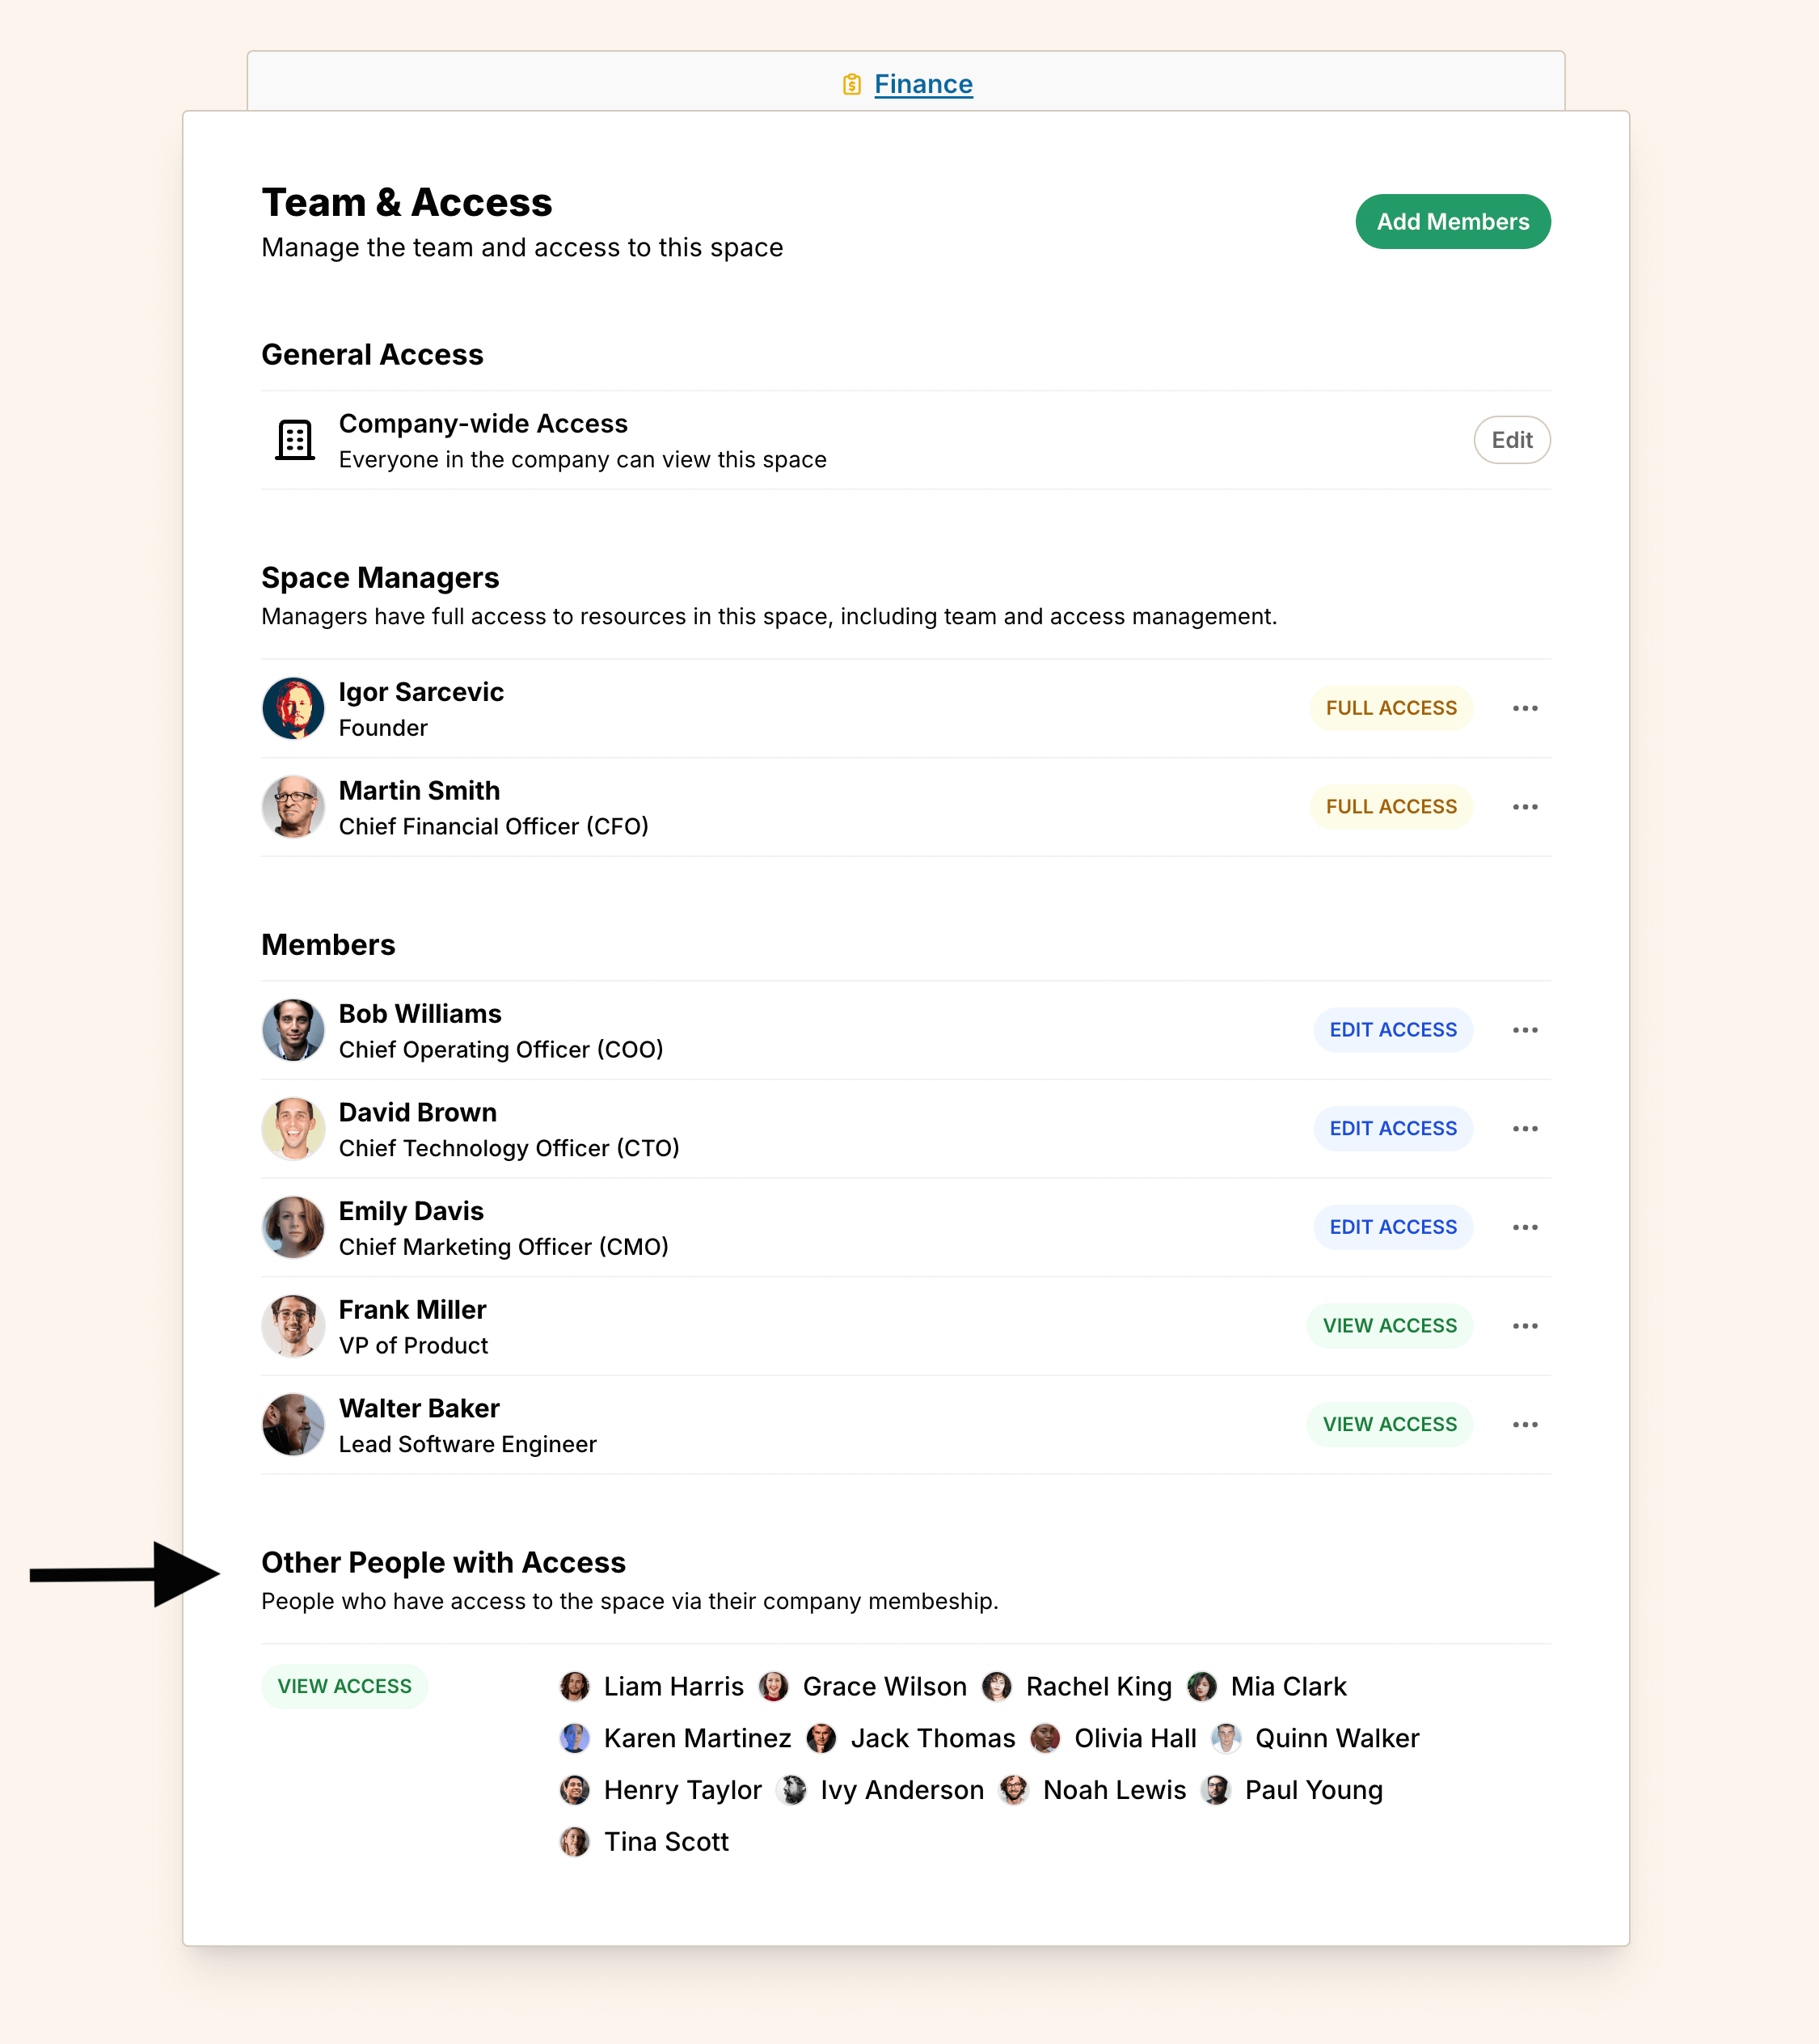 Finance
Team & Access
Add Members
Manage the team and access to this space
General Access
Company-wide Access
Everyone in the company can view this space
Edit
Space Managers
Managers have full access to resources in this space, including team and access management.
Igor Sarcevic
Founder
FULL ACCESS
Martin Smith
Chief Financial Officer (CFO)
FULL ACCESS
Members
Bob Williams
Chief Operating Officer (COO)
EDIT ACCESS
David Brown
Chief Technology Officer (CTO)
EDIT ACCESS
Emily Davis
Chief Marketing Officer (CMO)
EDIT ACCESS
Frank Miller
VP of Product
VIEW ACCESS
Walter Baker
Lead Software Engineer
VIEW ACCESS
Other People with Access
People who have access to the space via their company membeship.
VIEW ACCESS
Liam Harris Grace Wilson Rachel King Mia Clark
Karen Martinez Jack Thomas Olivia Hall Quinn Walker
Henry Taylor Ivy Anderson Noah Lewis Paul Young
Tina Scott